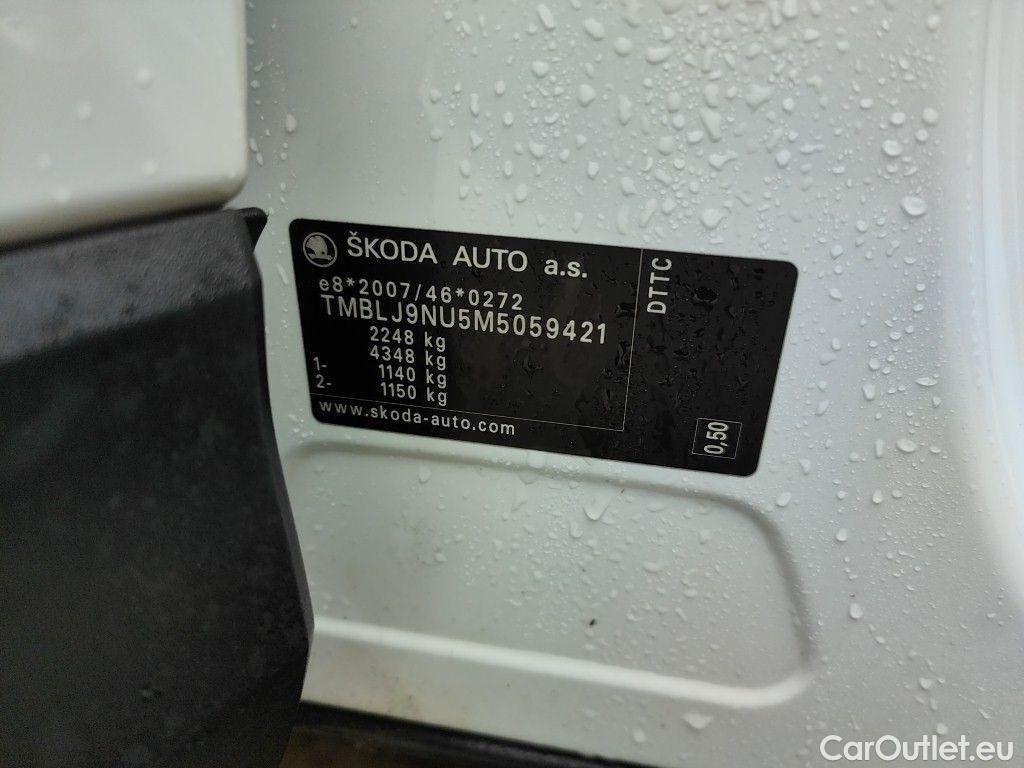 ŠKODA AUTO a.s.
e8*2007/46*0272
TMBLJ9NU5M5059421
2248 kg
4348 kg
1- 1140 kg
2- 1150 kg
www.skoda-auto.com
DTTC
0,50
CarOutlet.eu